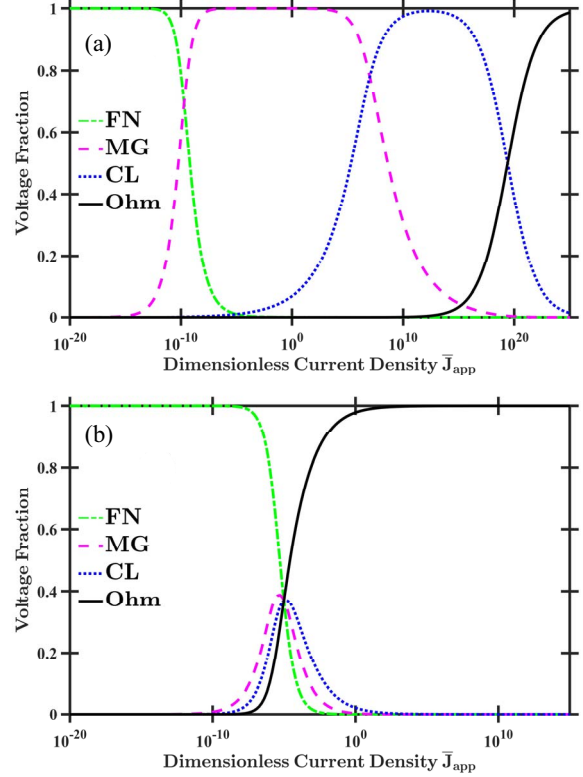 (a)
1
0.8
0.6
0.4
0.2
0
Voltage Fraction
FN
MG
CL
Ohm
10^-20 10^-10 10^0 10^10 10^20
Dimensionless Current Density J̅_app
(b)
1
0.8
0.6
0.4
0.2
0
Voltage Fraction
FN
MG
CL
Ohm
10^-20 10^-10 10^0 10^10
Dimensionless Current Density J̅_app